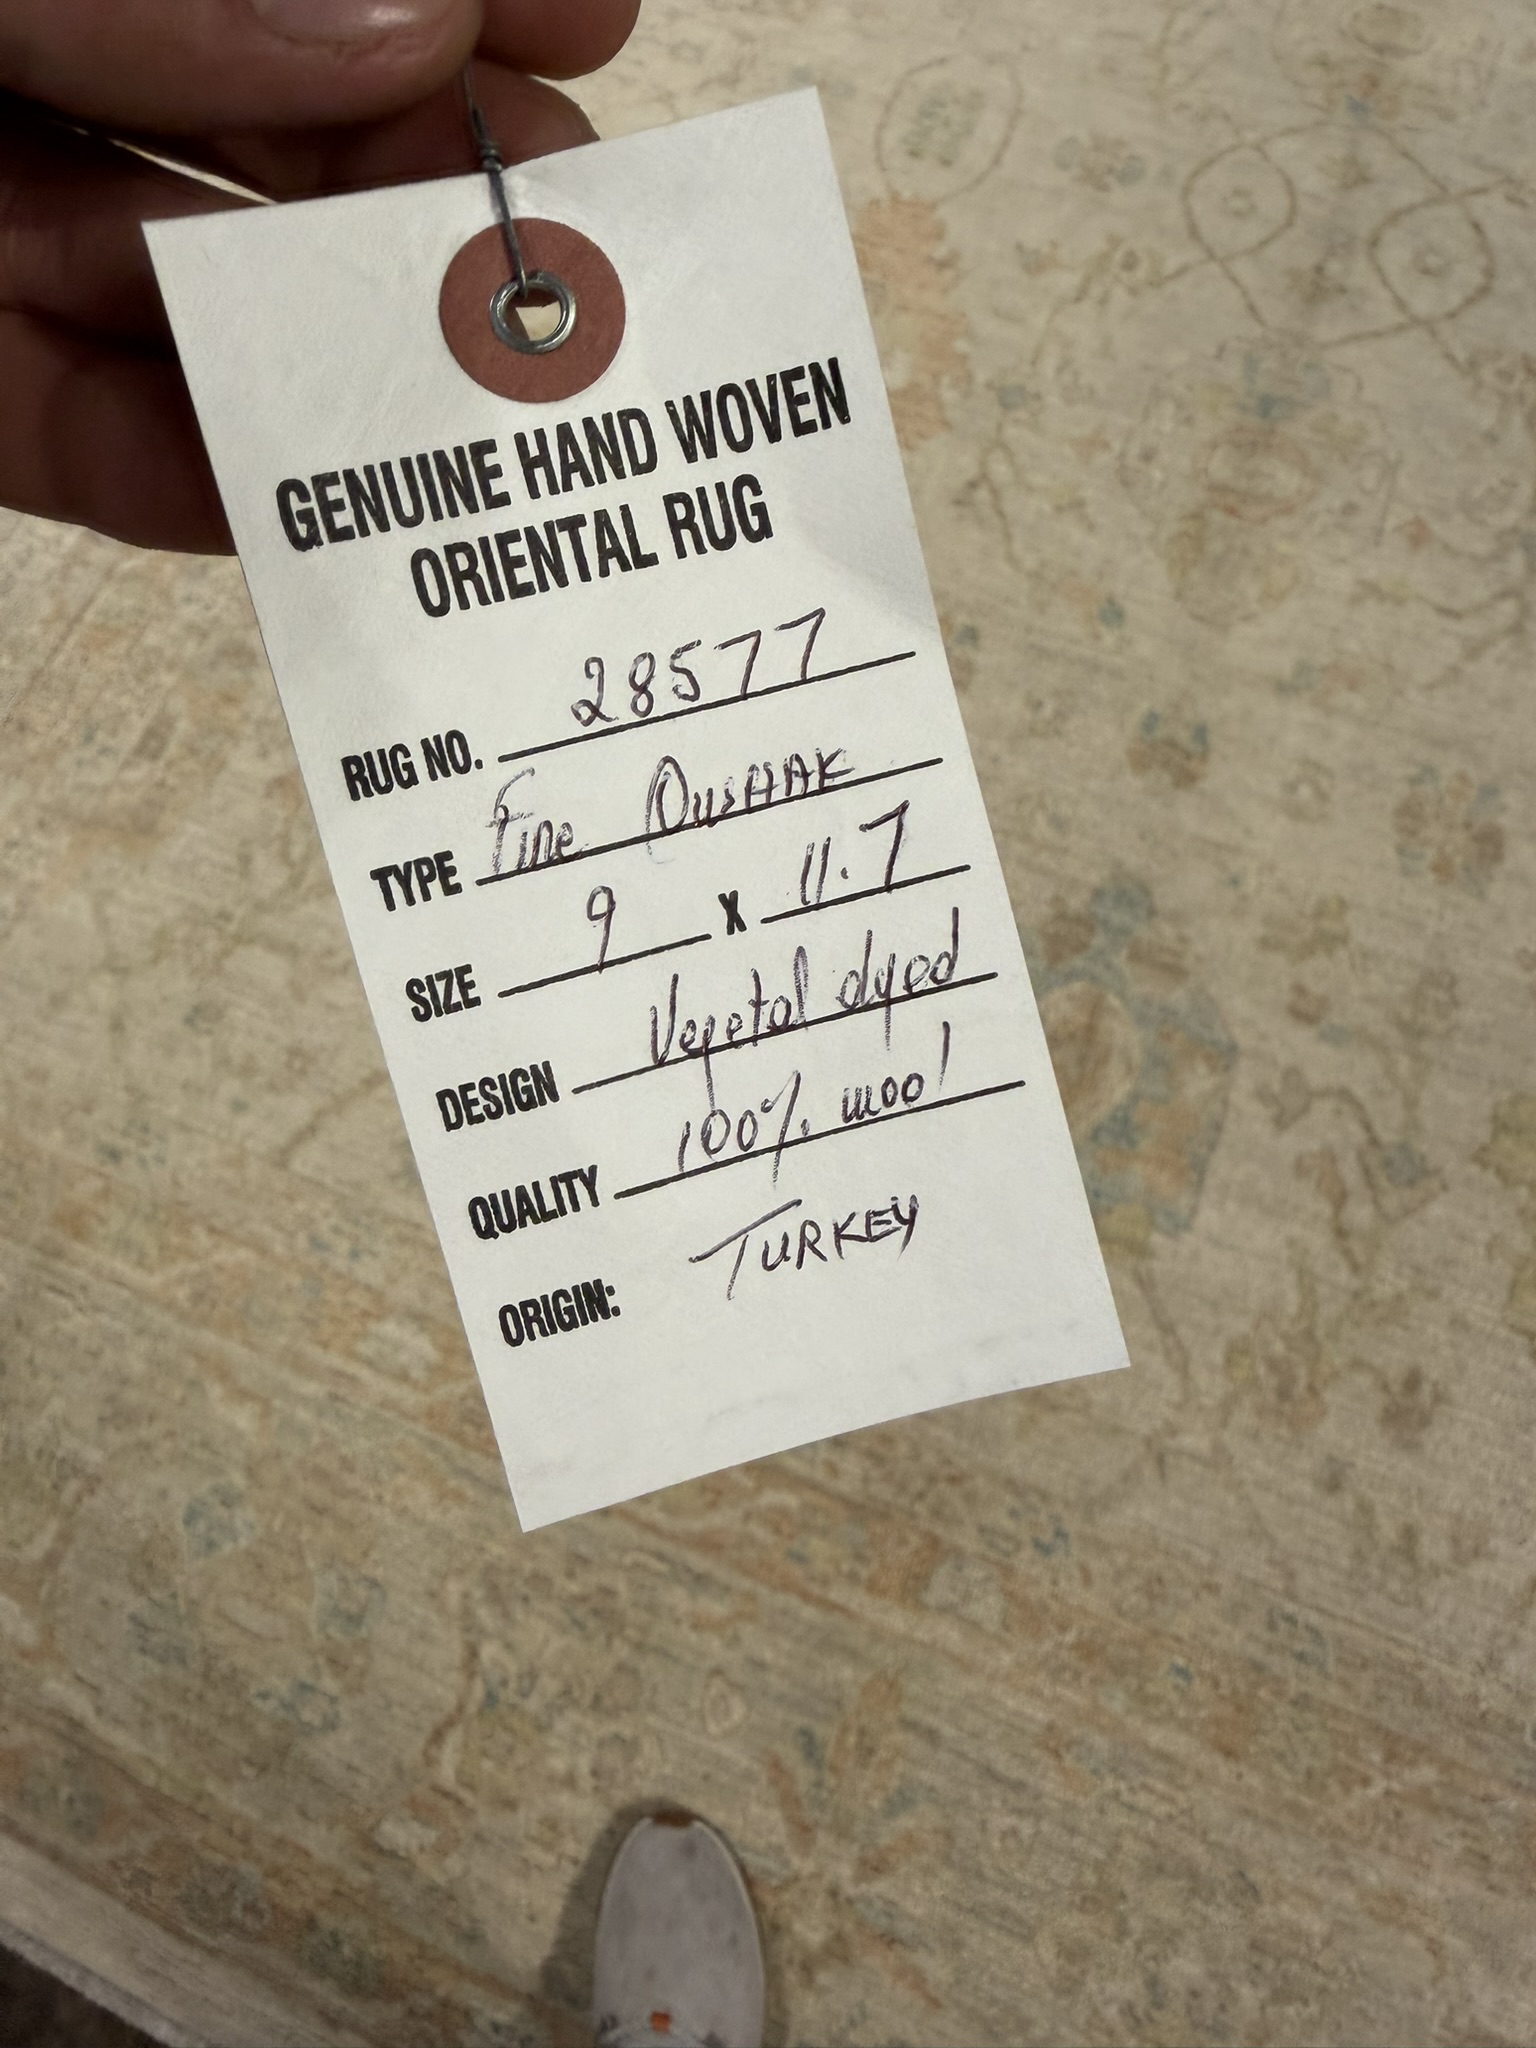 GENUINE HAND WOVEN
ORIENTAL RUG
RUG NO. 28577
TYPE Fine OusHAK
SIZE 9 X 11.7
DESIGN Vegetal dyed
QUALITY 100% wool
ORIGIN: TURKEY